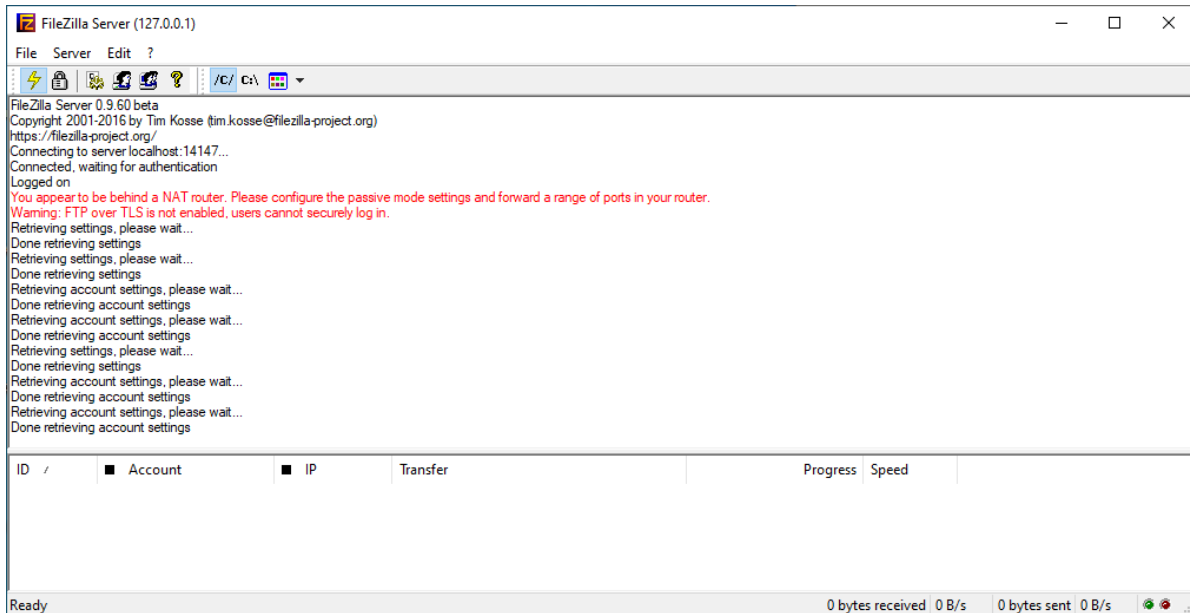 FileZilla Server (127.0.0.1)
File Server Edit ?
/C/ C:\
FileZilla Server 0.9.60 beta
Copyright 2001-2016 by Tim Kosse (tim.kosse@filezilla-project.org)
https://filezilla-project.org/
Connecting to server localhost:14147...
Connected, waiting for authentication
Logged on
You appear to be behind a NAT router. Please configure the passive mode settings and forward a range of ports in your router.
Warning: FTP over TLS is not enabled, users cannot securely log in.
Retrieving settings, please wait...
Done retrieving settings
Retrieving settings, please wait...
Done retrieving settings
Retrieving account settings, please wait...
Done retrieving account settings
Retrieving account settings, please wait...
Done retrieving account settings
Retrieving settings, please wait...
Done retrieving settings
Retrieving account settings, please wait...
Done retrieving account settings
Retrieving account settings, please wait...
Done retrieving account settings
ID / Account IP Transfer Progress Speed
Ready 0 bytes received 0 B/s 0 bytes sent 0 B/s